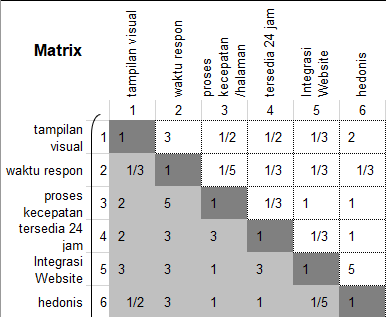 Matrix
tampilan visual
waktu respon
proses
kecepatan
/halaman
tersedia 24 jam
Integrasi
Website
hedonis
1 2 3 4 5 6
tampilan
visual
1 1 3 1/2 1/2 1/3 2
waktu respon 2 1/3 1 1/5 1/3 1/3 1/3
proses
kecepatan
3 2 5 1 1/3 1 1
tersedia 24
jam
4 2 3 3 1 1/3 1
Integrasi
Website
5 3 3 1 3 1 5
hedonis 6 1/2 3 1 1 1/5 1